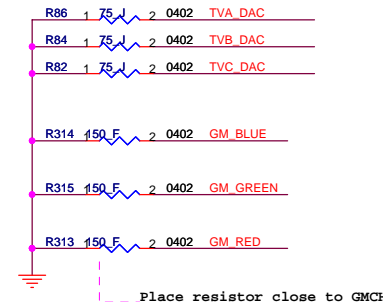 R86 1 75_J 2 0402 TVA_DAC
R84 1 75_J 2 0402 TVB_DAC
R82 1 75_J 2 0402 TVC_DAC
R314 1 150_F 2 0402 GM_BLUE
R315 1 150_F 2 0402 GM_GREEN
R313 1 150_F 2 0402 GM_RED
Place resistor close to GMCH